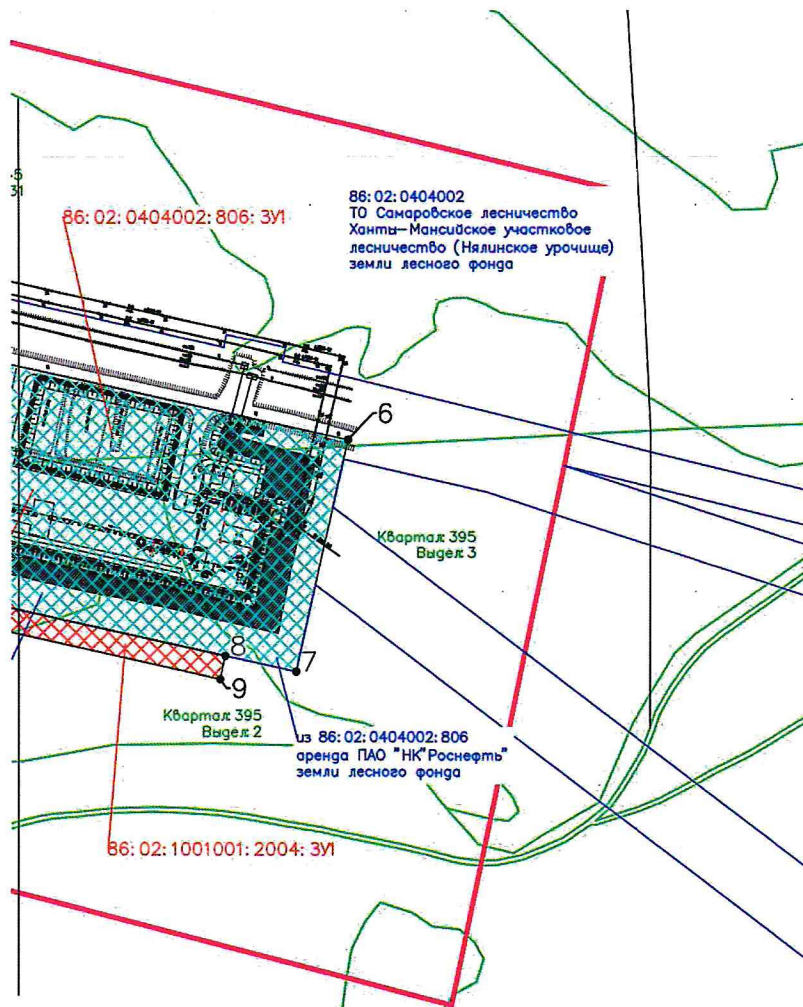 86:02:0404002
ТО Самаровское лесничество
Ханты-Мансийское участковое
лесничество (Нялинское урочище)
земли лесного фонда
31
86:02:0404002:806:ЗУ1
6
Квартал 395
Выдел 3
8
7
9
Квартал 395
Выдел 2
из 86:02:0404002:806
аренда ПАО "НК"Роснефть"
земли лесного фонда
86:02:1001001:2004:ЗУ1